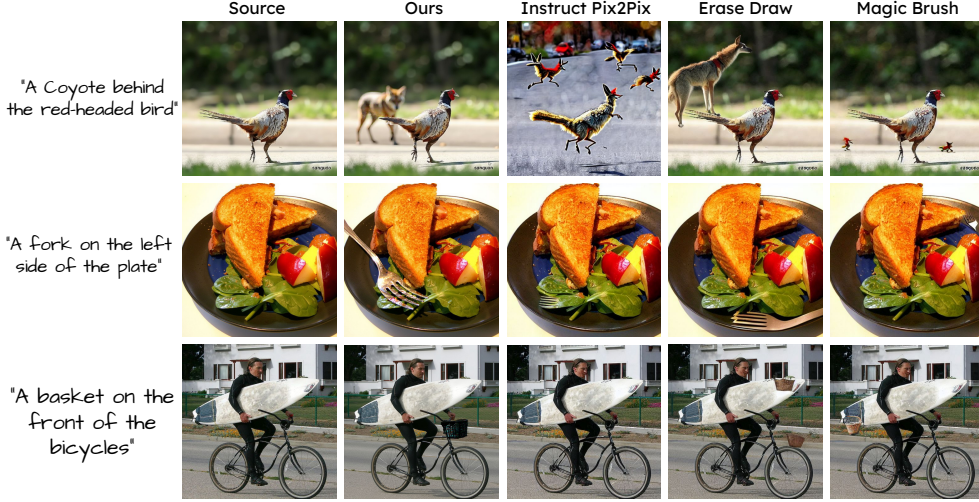 Source Ours Instruct Pix2Pix Erase Draw Magic Brush
"A Coyote behind
the red-headed bird"
"A fork on the left
side of the plate"
"A basket on the
front of the
bicycles"